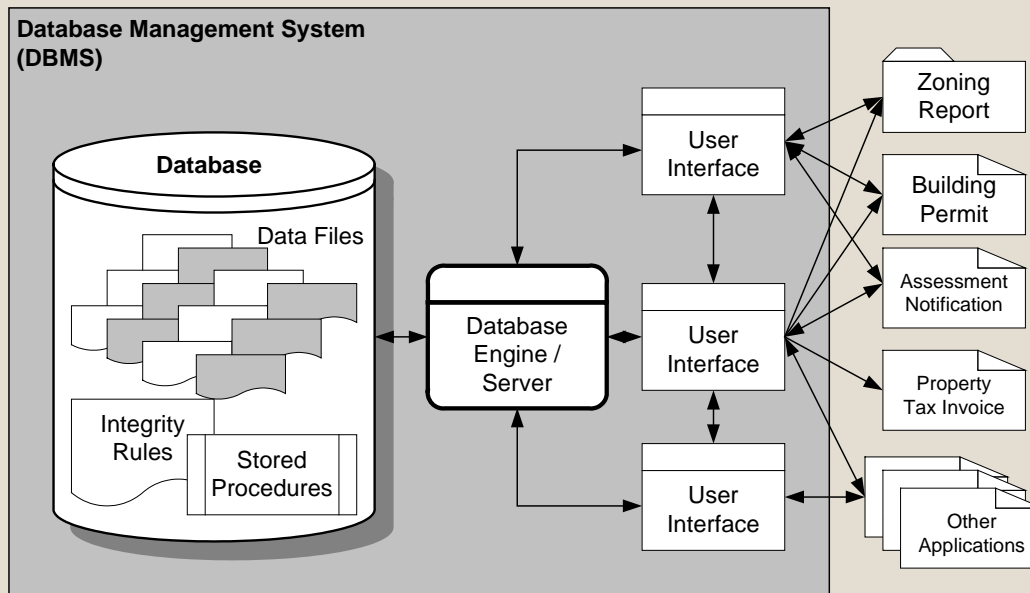 Database Management System
(DBMS)
Database
Data Files
Integrity
Rules
Stored
Procedures
Database
Engine /
Server
User
Interface
User
Interface
User
Interface
Zoning
Report
Building
Permit
Assessment
Notification
Property
Tax Invoice
Other
Applications